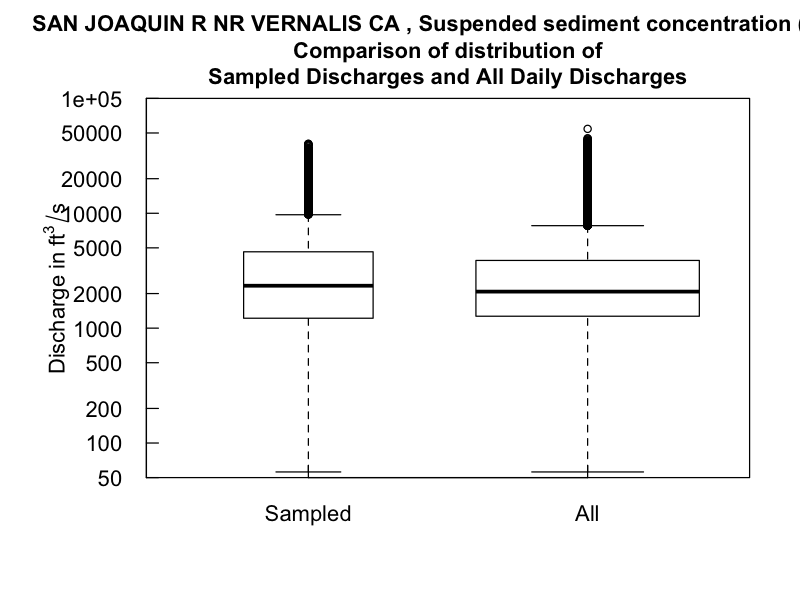 SAN JOAQUIN R NR VERNALIS CA , Suspended sediment concentration (
Comparison of distribution of
Sampled Discharges and All Daily Discharges
1e+05
50000
20000
10000
5000
2000
1000
500
200
100
50
Discharge in ft³/s
Sampled
All